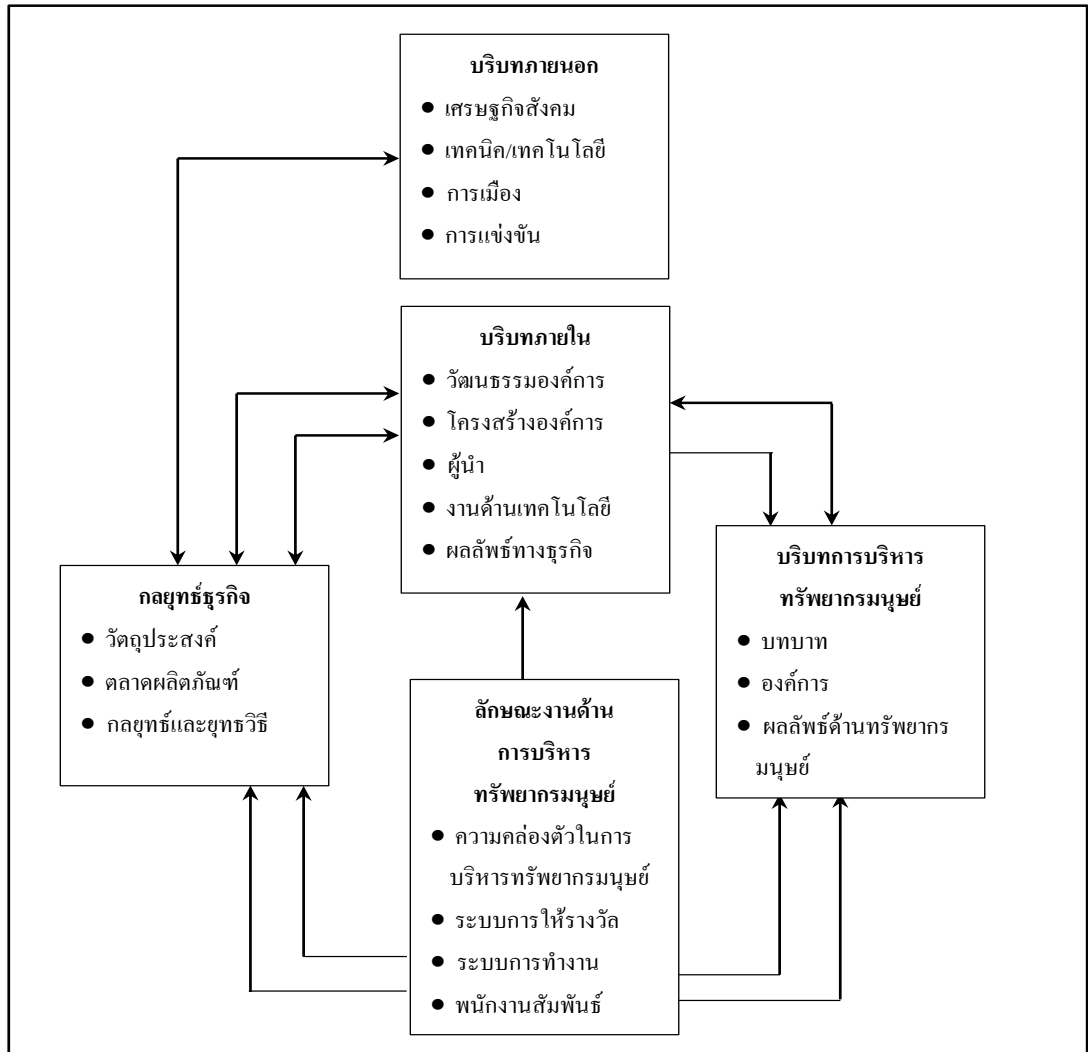 บริบทภายนอก
● เศรษฐกิจสังคม
● เทคนิค/เทคโนโลยี
● การเมือง
● การแข่งขัน
บริบทภายใน
● วัฒนธรรมองค์การ
● โครงสร้างองค์การ
● ผู้นำ
● งานด้านเทคโนโลยี
● ผลลัพธ์ทางธุรกิจ
กลยุทธ์ธุรกิจ
● วัตถุประสงค์
● ตลาดผลิตภัณฑ์
● กลยุทธ์และยุทธวิธี
บริบทการบริหาร
ทรัพยากรมนุษย์
● บทบาท
● องค์การ
● ผลลัพธ์ด้านทรัพยากร
มนุษย์
ลักษณะงานด้าน
การบริหาร
ทรัพยากรมนุษย์
● ความคล่องตัวในการ
บริหารทรัพยากรมนุษย์
● ระบบการให้รางวัล
● ระบบการทำงาน
● พนักงานสัมพันธ์